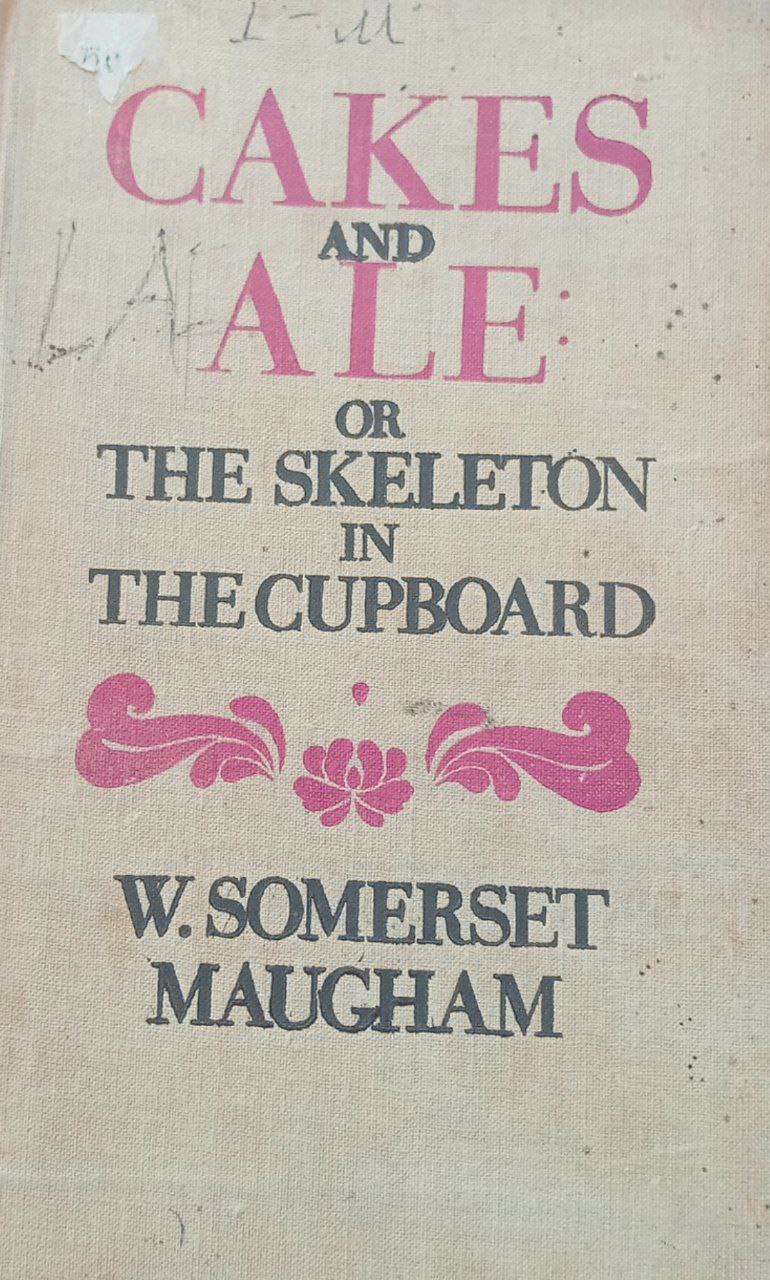 CAKES
AND
ALE:
OR
THE SKELETON
IN
THE CUPBOARD
W. SOMERSET
MAUGHAM